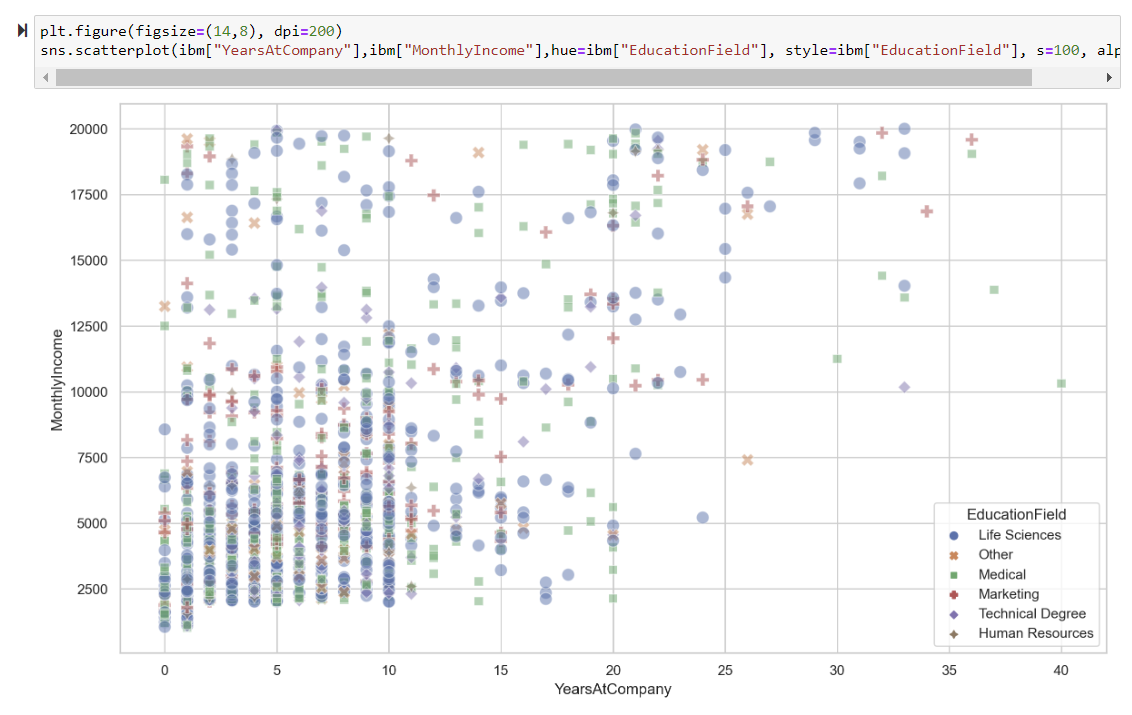 plt.figure(figsize=(14,8), dpi=200)
sns.scatterplot(ibm["YearsAtCompany"],ibm["MonthlyIncome"],hue=ibm["EducationField"], style=ibm["EducationField"], s=100, alp
20000
17500
15000
12500
10000
7500
5000
2500
MonthlyIncome
0 5 10 15 20 25 30 35 40
YearsAtCompany
EducationField
Life Sciences
Other
Medical
Marketing
Technical Degree
Human Resources